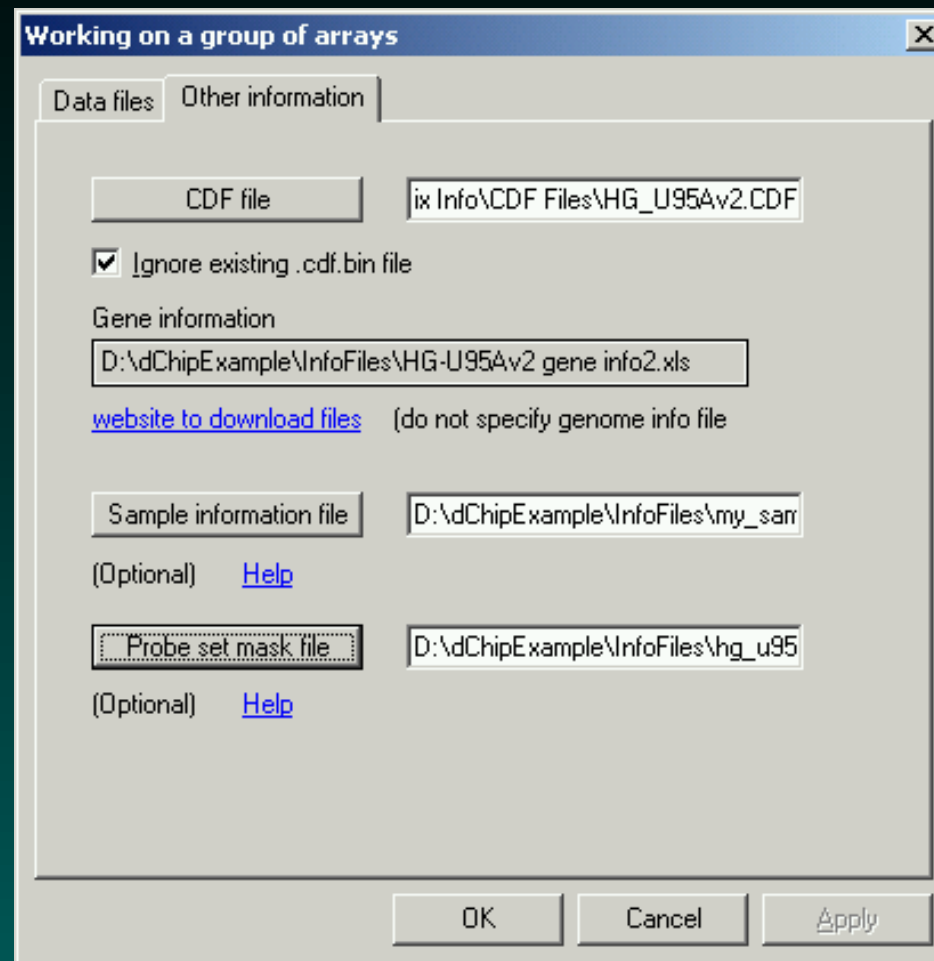 Working on a group of arrays
Data files Other information
CDF file ix Info\CDF Files\HG_U95Av2.CDF
Ignore existing .cdf.bin file
Gene information
D:\dChipExample\InfoFiles\HG-U95Av2 gene info2.xls
website to download files (do not specify genome info file
Sample information file D:\dChipExample\InfoFiles\my_sam
(Optional) Help
Probe set mask file D:\dChipExample\InfoFiles\hg_u95
(Optional) Help
OK Cancel Apply